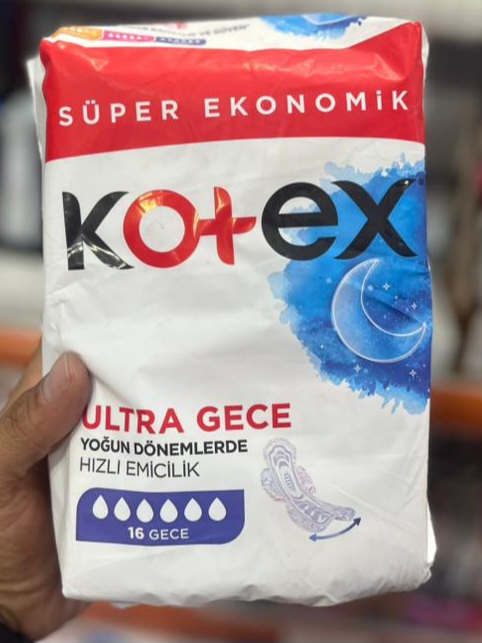 SÜPER EKONOMİK
Kotex
ULTRA GECE
YOĞUN DÖNEMLERDE
HIZLI EMİCİLİK
16 GECE